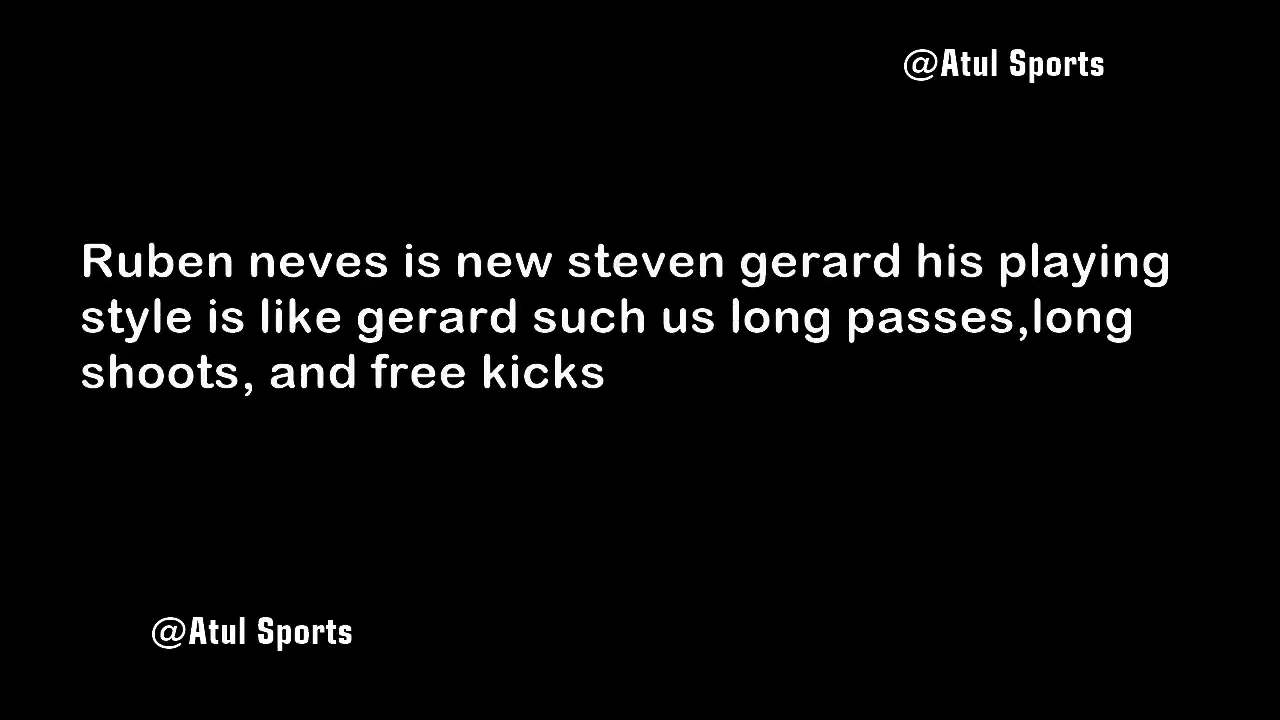 @Atul Sports
Ruben neves is new steven gerard his playing
style is like gerard such us long passes,long
shoots, and free kicks
@Atul Sports